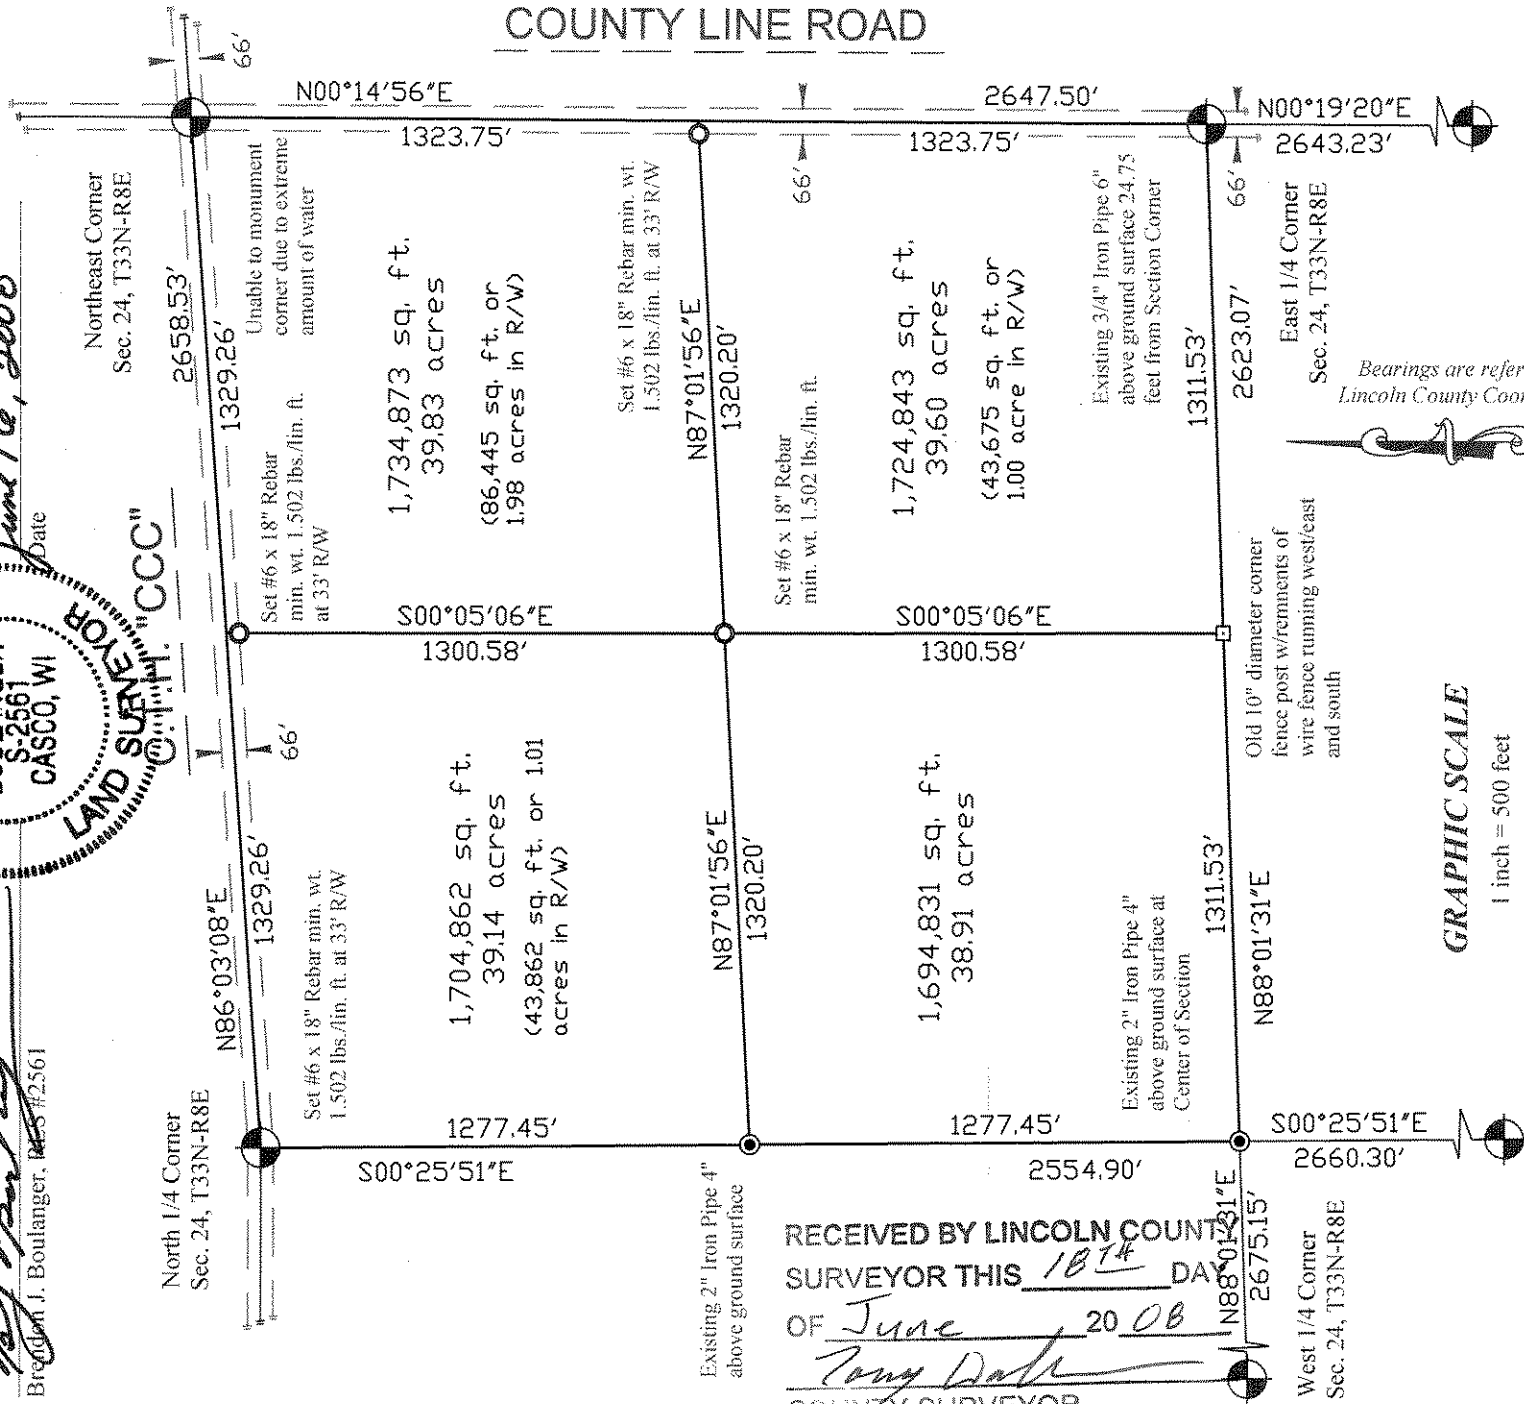 COUNTY LINE ROAD
66'
N00°14'56"E
2647.50'
N00°19'20"E
1323.75'
1323.75'
2643.23'
66'
66'
Northeast Corner
Sec. 24, T33N-R8E
2658.53'
1329.26'
Unable to monument
corner due to extreme
amount of water
Set #6 x 18" Rebar min. wt.
1.502 lbs./lin. ft. at 33' R/W
Existing 3/4" Iron Pipe 6"
above ground surface 24.75
feet from Section Corner
East 1/4 Corner
Sec. 24, T33N-R8E
1,734,873 sq. ft.
39.83 acres
(86,445 sq. ft. or
1.98 acres in R/W)
N87°01'56"E
1320.20'
1,724,843 sq. ft.
39.60 acres
(43,675 sq. ft. or
1.00 acre in R/W)
1311.53'
2623.07'
Bearings are refer
Lincoln County Coor
June 16, 2008
Date
C.T.H. "CCC"
S-2561
CASCO, WI
LAND SURVEYOR
Set #6 x 18" Rebar
min. wt. 1.502 lbs./lin. ft.
at 33' R/W
Set #6 x 18" Rebar
min. wt. 1.502 lbs./lin. ft.
S00°05'06"E
1300.58'
S00°05'06"E
1300.58'
Old 10" diameter corner
fence post w/remnents of
wire fence running west/east
and south
66'
N86°03'08"E
1329.26'
1,704,862 sq. ft.
39.14 acres
(43,862 sq. ft. or 1.01
acres in R/W)
N87°01'56"E
1320.20'
1,694,831 sq. ft.
38.91 acres
1311.53'
N88°01'31"E
GRAPHIC SCALE
1 inch = 500 feet
Brendon J. Boulanger, #2561
North 1/4 Corner
Sec. 24, T33N-R8E
Set #6 x 18" Rebar min. wt.
1.502 lbs./lin. ft. at 33' R/W
Existing 2" Iron Pipe 4"
above ground surface at
Center of Section
1277.45'
S00°25'51"E
1277.45'
2554.90'
S00°25'51"E
2660.30'
Existing 2" Iron Pipe 4"
above ground surface
N88°01'31"E
2675.15'
West 1/4 Corner
Sec. 24, T33N-R8E
RECEIVED BY LINCOLN COUNTY
SURVEYOR THIS 18TH DAY
OF June 20 08
COUNTY SURVEYOR